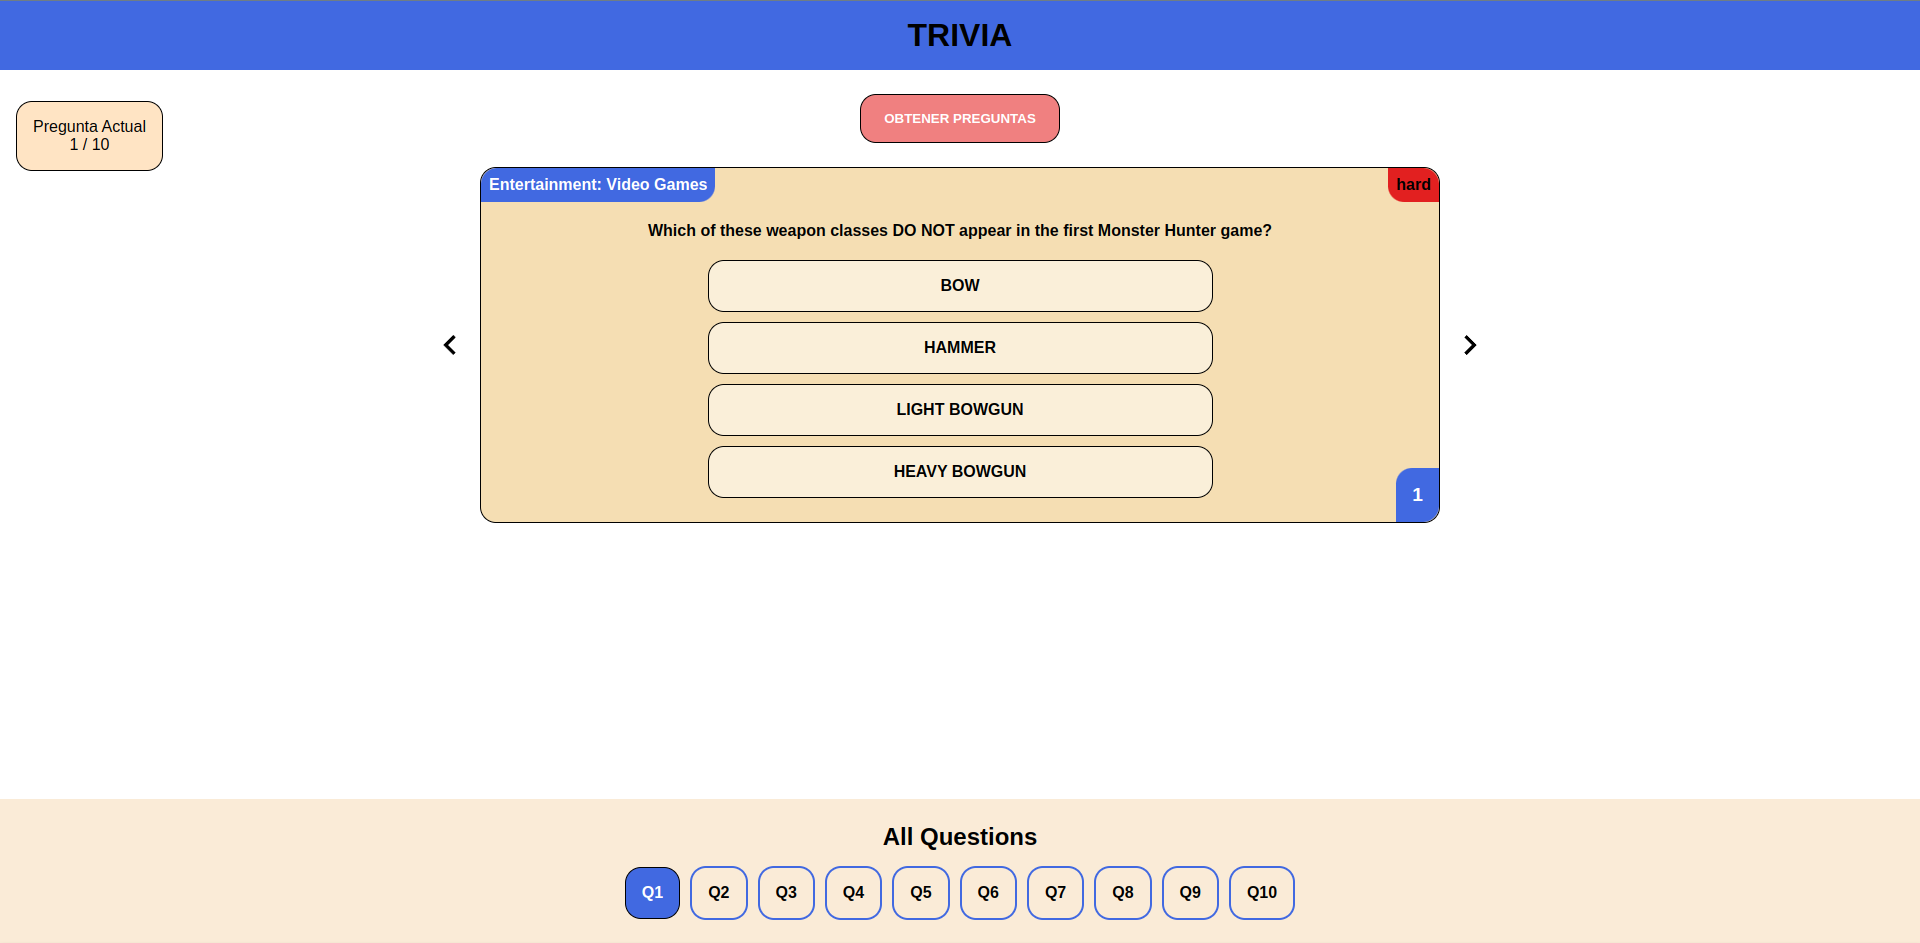 TRIVIA
Pregunta Actual
1 / 10
OBTENER PREGUNTAS
Entertainment: Video Games
hard
Which of these weapon classes DO NOT appear in the first Monster Hunter game?
BOW
HAMMER
LIGHT BOWGUN
HEAVY BOWGUN
1
All Questions
Q1 Q2 Q3 Q4 Q5 Q6 Q7 Q8 Q9 Q10